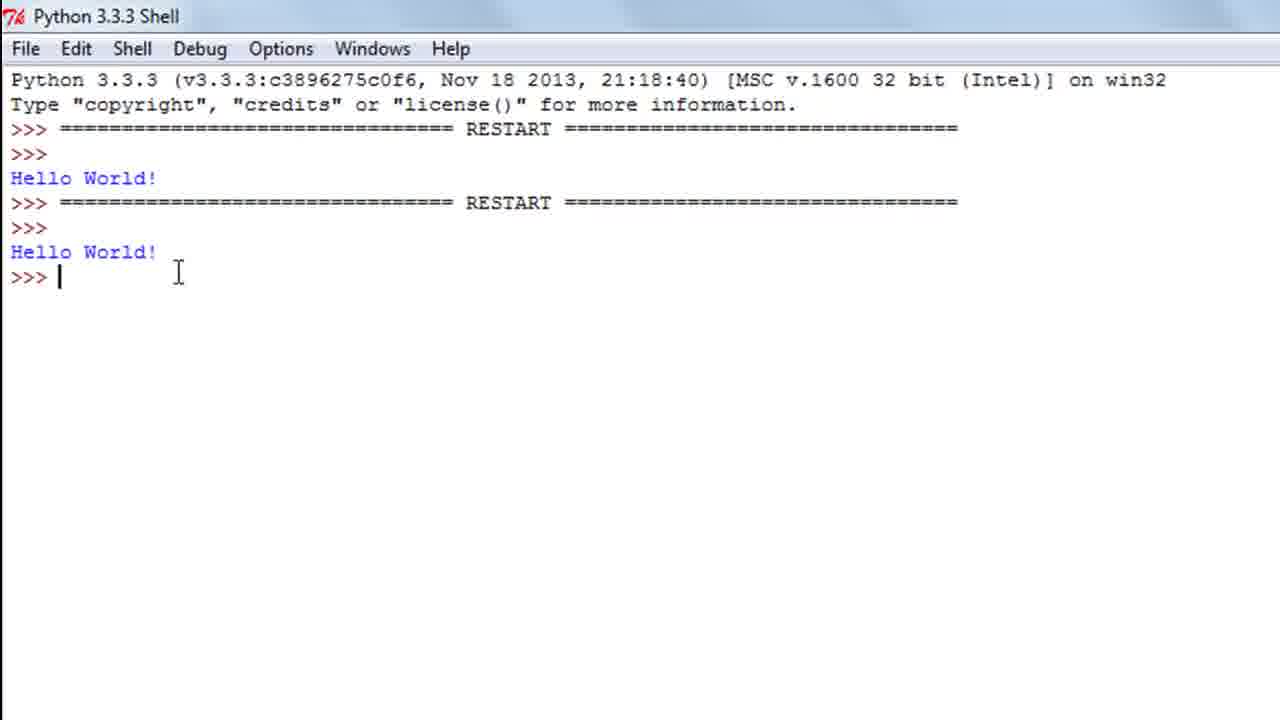 Python 3.3.3 Shell
File Edit Shell Debug Options Windows Help
Python 3.3.3 (v3.3.3:c3896275c0f6, Nov 18 2013, 21:18:40) [MSC v.1600 32 bit (Intel)] on win32
Type "copyright", "credits" or "license()" for more information.
>>> ================================ RESTART ================================
>>>
Hello World!
>>> ================================ RESTART ================================
>>>
Hello World!
>>>